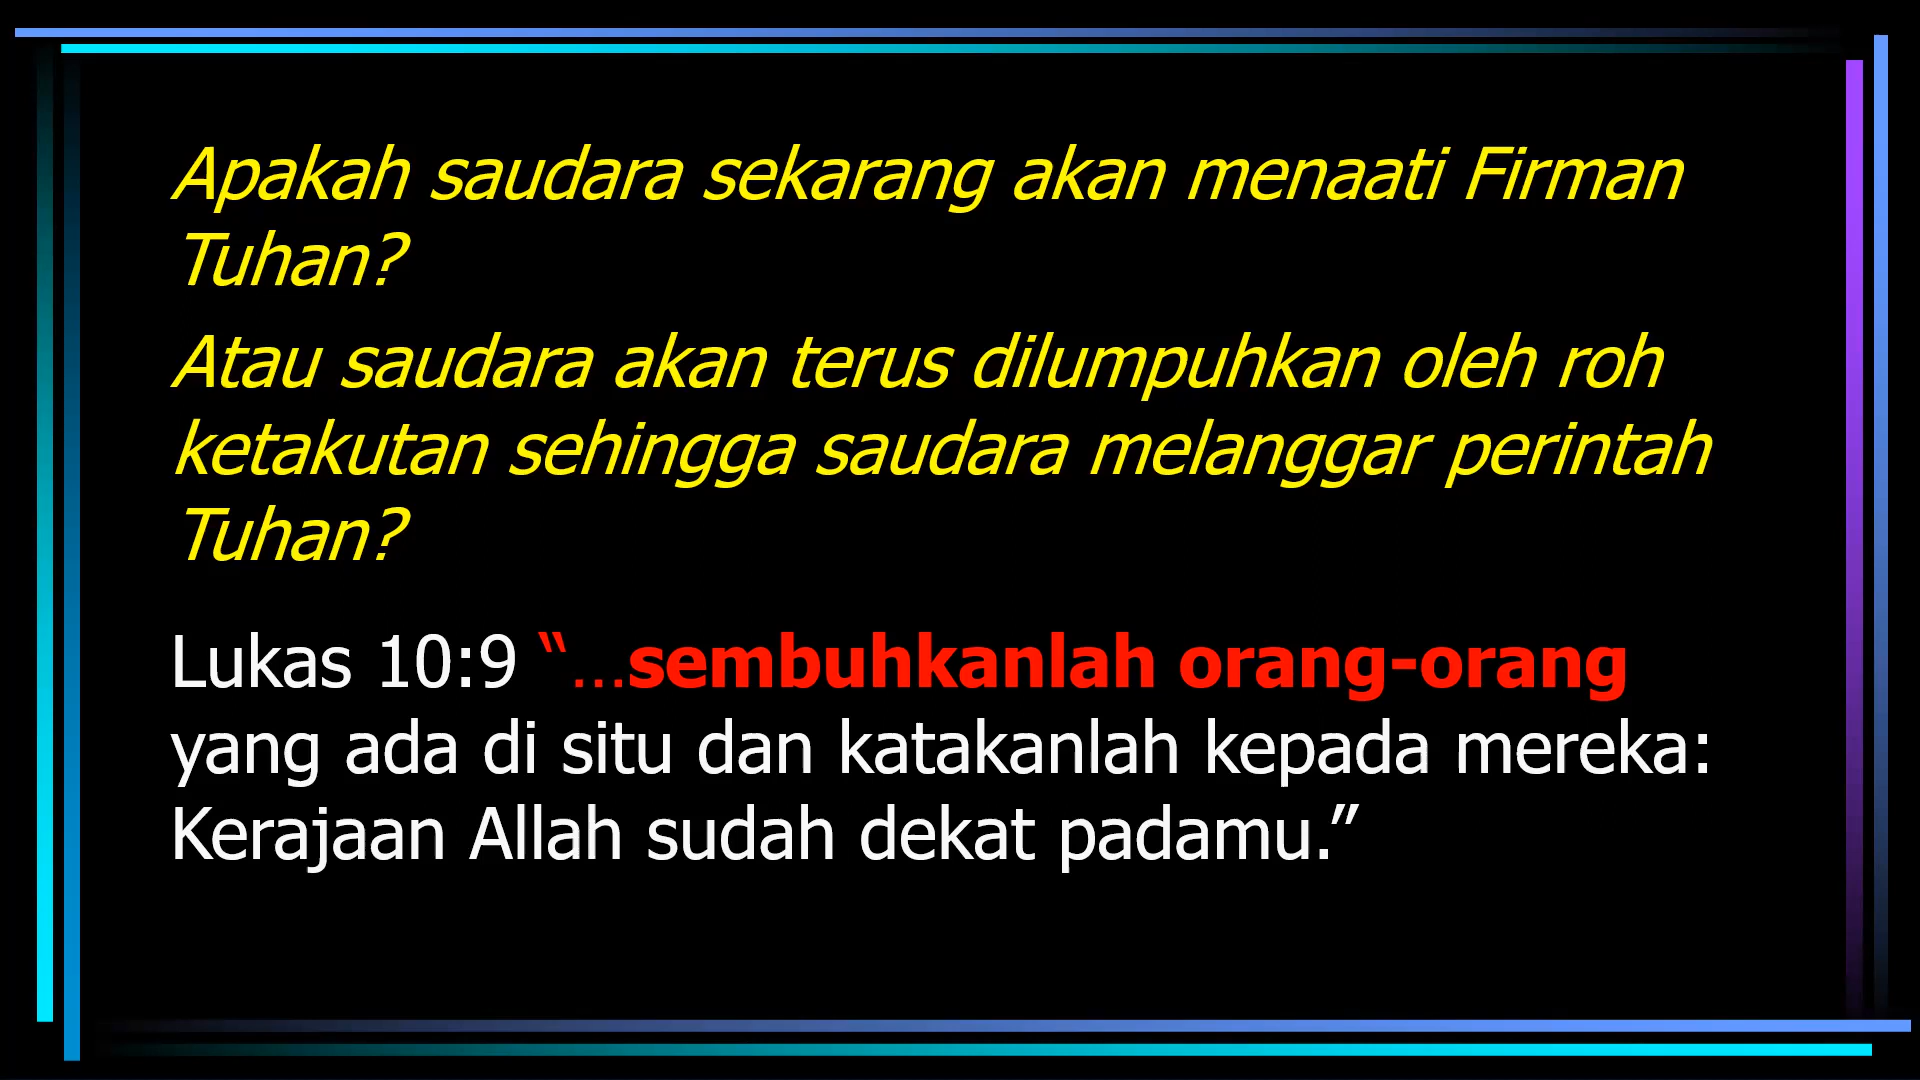 Apakah saudara sekarang akan menaati Firman
Tuhan?
Atau saudara akan terus dilumpuhkan oleh roh
ketakutan sehingga saudara melanggar perintah
Tuhan?
Lukas 10:9 “…sembuhkanlah orang-orang
yang ada di situ dan katakanlah kepada mereka:
Kerajaan Allah sudah dekat padamu.”